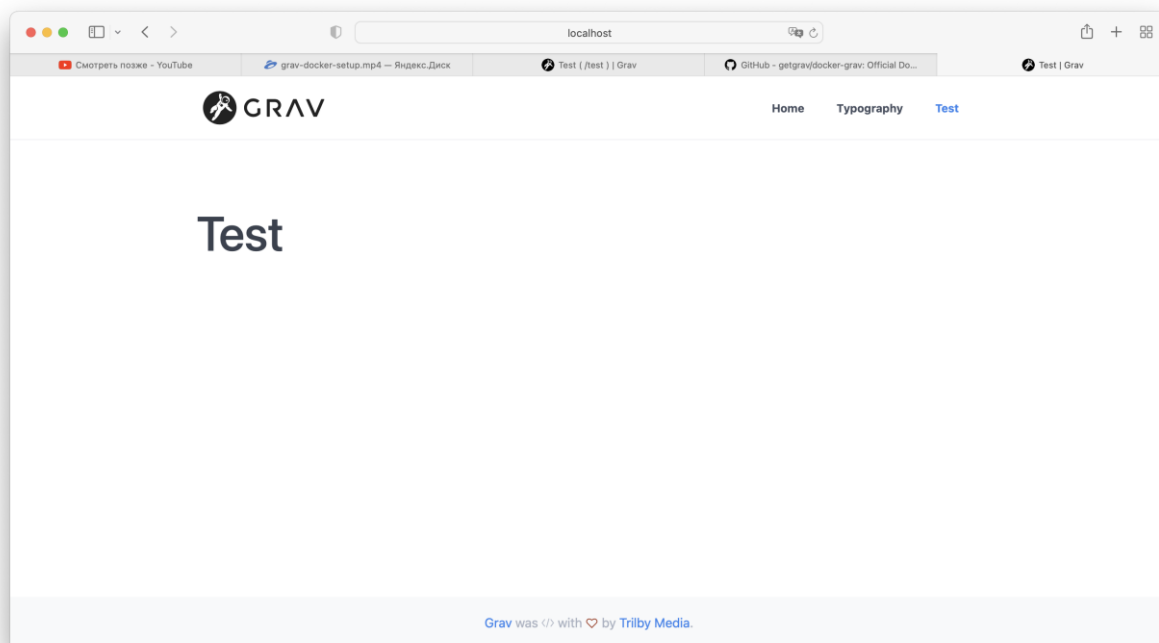 localhost
Смотреть позже - YouTube
grav-docker-setup.mp4 — Яндекс.Диск
Test ( /test ) | Grav
GitHub - getgrav/docker-grav: Official Do...
Test | Grav
GRAV
Home
Typography
Test
Test
Grav was </> with ♡ by Trilby Media.